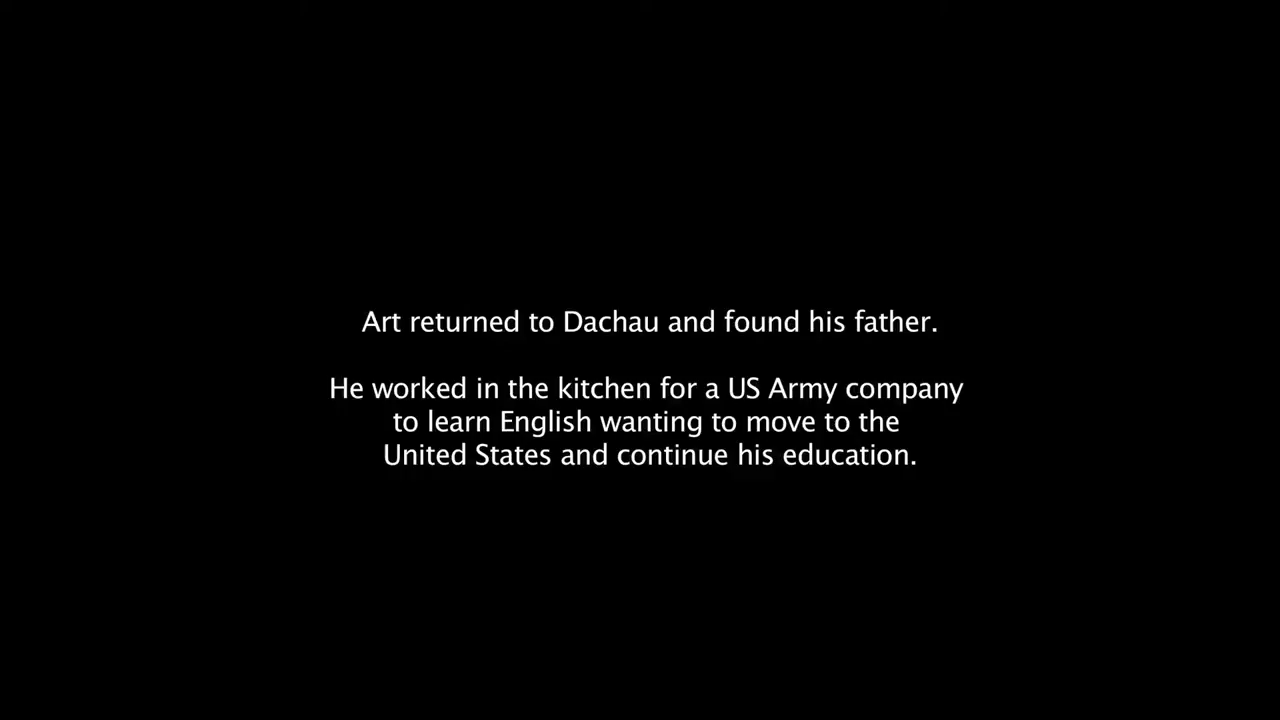 Art returned to Dachau and found his father.
He worked in the kitchen for a US Army company
to learn English wanting to move to the
United States and continue his education.